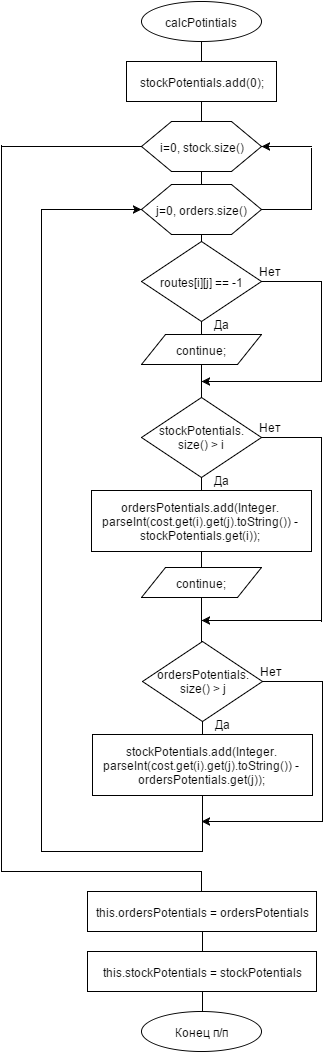 calcPotintials
stockPotentials.add(0);
i=0, stock.size()
j=0, orders.size()
routes[i][j] == -1
Нет
Да
continue;
stockPotentials.
size() > i
Нет
Да
ordersPotentials.add(Integer.
parseInt(cost.get(i).get(j).toString()) -
stockPotentials.get(i));
continue;
ordersPotentials.
size() > j
Нет
Да
stockPotentials.add(Integer.
parseInt(cost.get(i).get(j).toString()) -
ordersPotentials.get(j));
this.ordersPotentials = ordersPotentials
this.stockPotentials = stockPotentials
Конец п/п